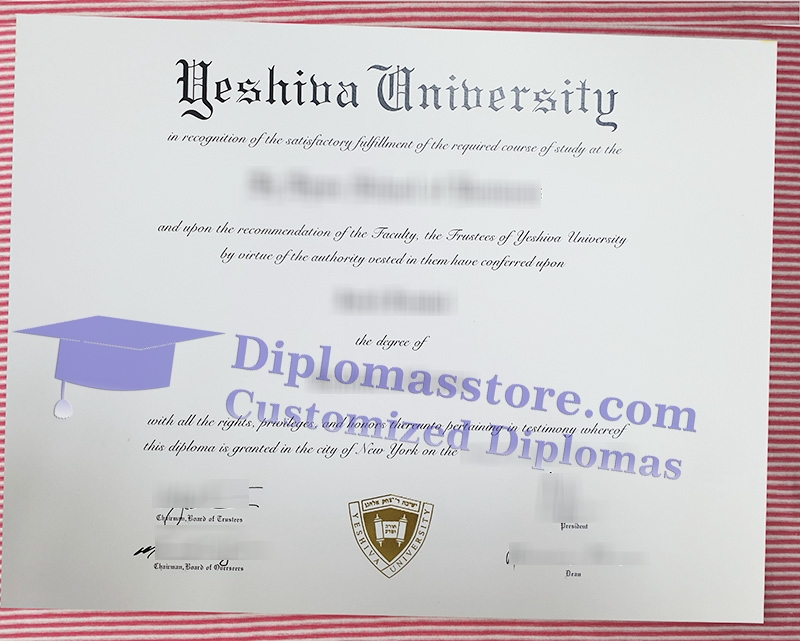 Yeshiva University
in recognition of the satisfactory fulfillment of the required course of study at the
and upon the recommendation of the Faculty, the Trustees of Yeshiva University
by virtue of the authority vested in them have conferred upon
the degree of
Diplomasstore.com
Customized Diplomas
with all the rights, privileges, and honors thereunto pertaining in testimony whereof
this diploma is granted in the city of New York on the
Chairman, Board of Trustees
President
Chairman, Board of Overseers
Dean
YESHIVA UNIVERSITY